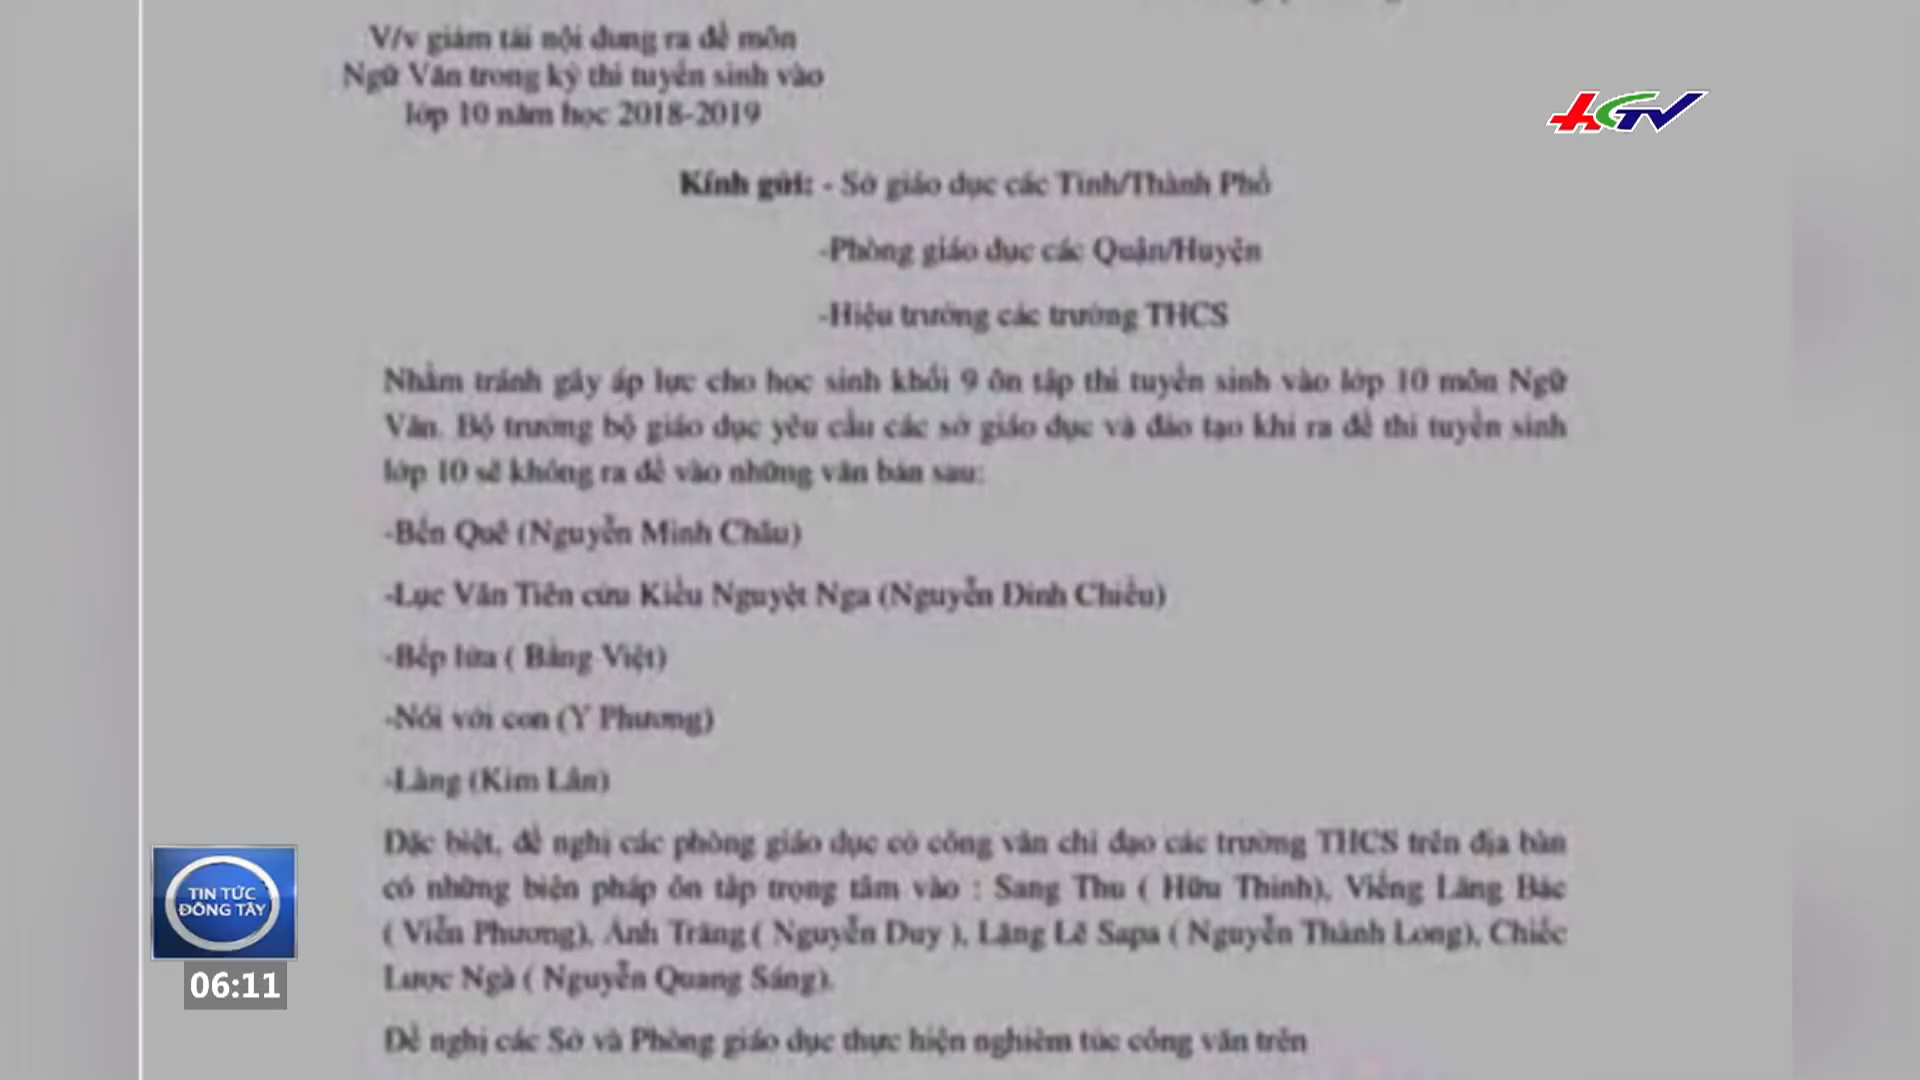 V/v giảm tải nội dung ra đề môn
Ngữ Văn trong kỳ thi tuyển sinh vào
lớp 10 năm học 2018-2019
HGTV
Kính gửi: - Sở giáo dục các Tỉnh/Thành Phố
-Phòng giáo dục các Quận/Huyện
-Hiệu trưởng các trường THCS
Nhằm tránh gây áp lực cho học sinh khối 9 ôn tập thi tuyển sinh vào lớp 10 môn Ngữ
Văn. Bộ trưởng bộ giáo dục yêu cầu các sở giáo dục và đào tạo khi ra đề thi tuyển sinh
lớp 10 sẽ không ra đề vào những văn bản sau:
-Bến Quê (Nguyễn Minh Châu)
-Lục Vân Tiên cứu Kiều Nguyệt Nga (Nguyễn Đình Chiểu)
-Bếp lửa ( Bằng Việt)
-Nói với con (Y Phương)
-Làng (Kim Lân)
Đặc biệt, đề nghị các phòng giáo dục có công văn chỉ đạo các trường THCS trên địa bàn
có những biện pháp ôn tập trọng tâm vào : Sang Thu ( Hữu Thỉnh), Viếng Lăng Bác
( Viễn Phương), Ánh Trăng ( Nguyễn Duy ), Lặng Lẽ Sapa ( Nguyễn Thành Long), Chiếc
Lược Ngà ( Nguyễn Quang Sáng).
Đề nghị các Sở và Phòng giáo dục thực hiện nghiêm túc công văn trên
TIN TỨC
ĐÔNG TÂY
06:11